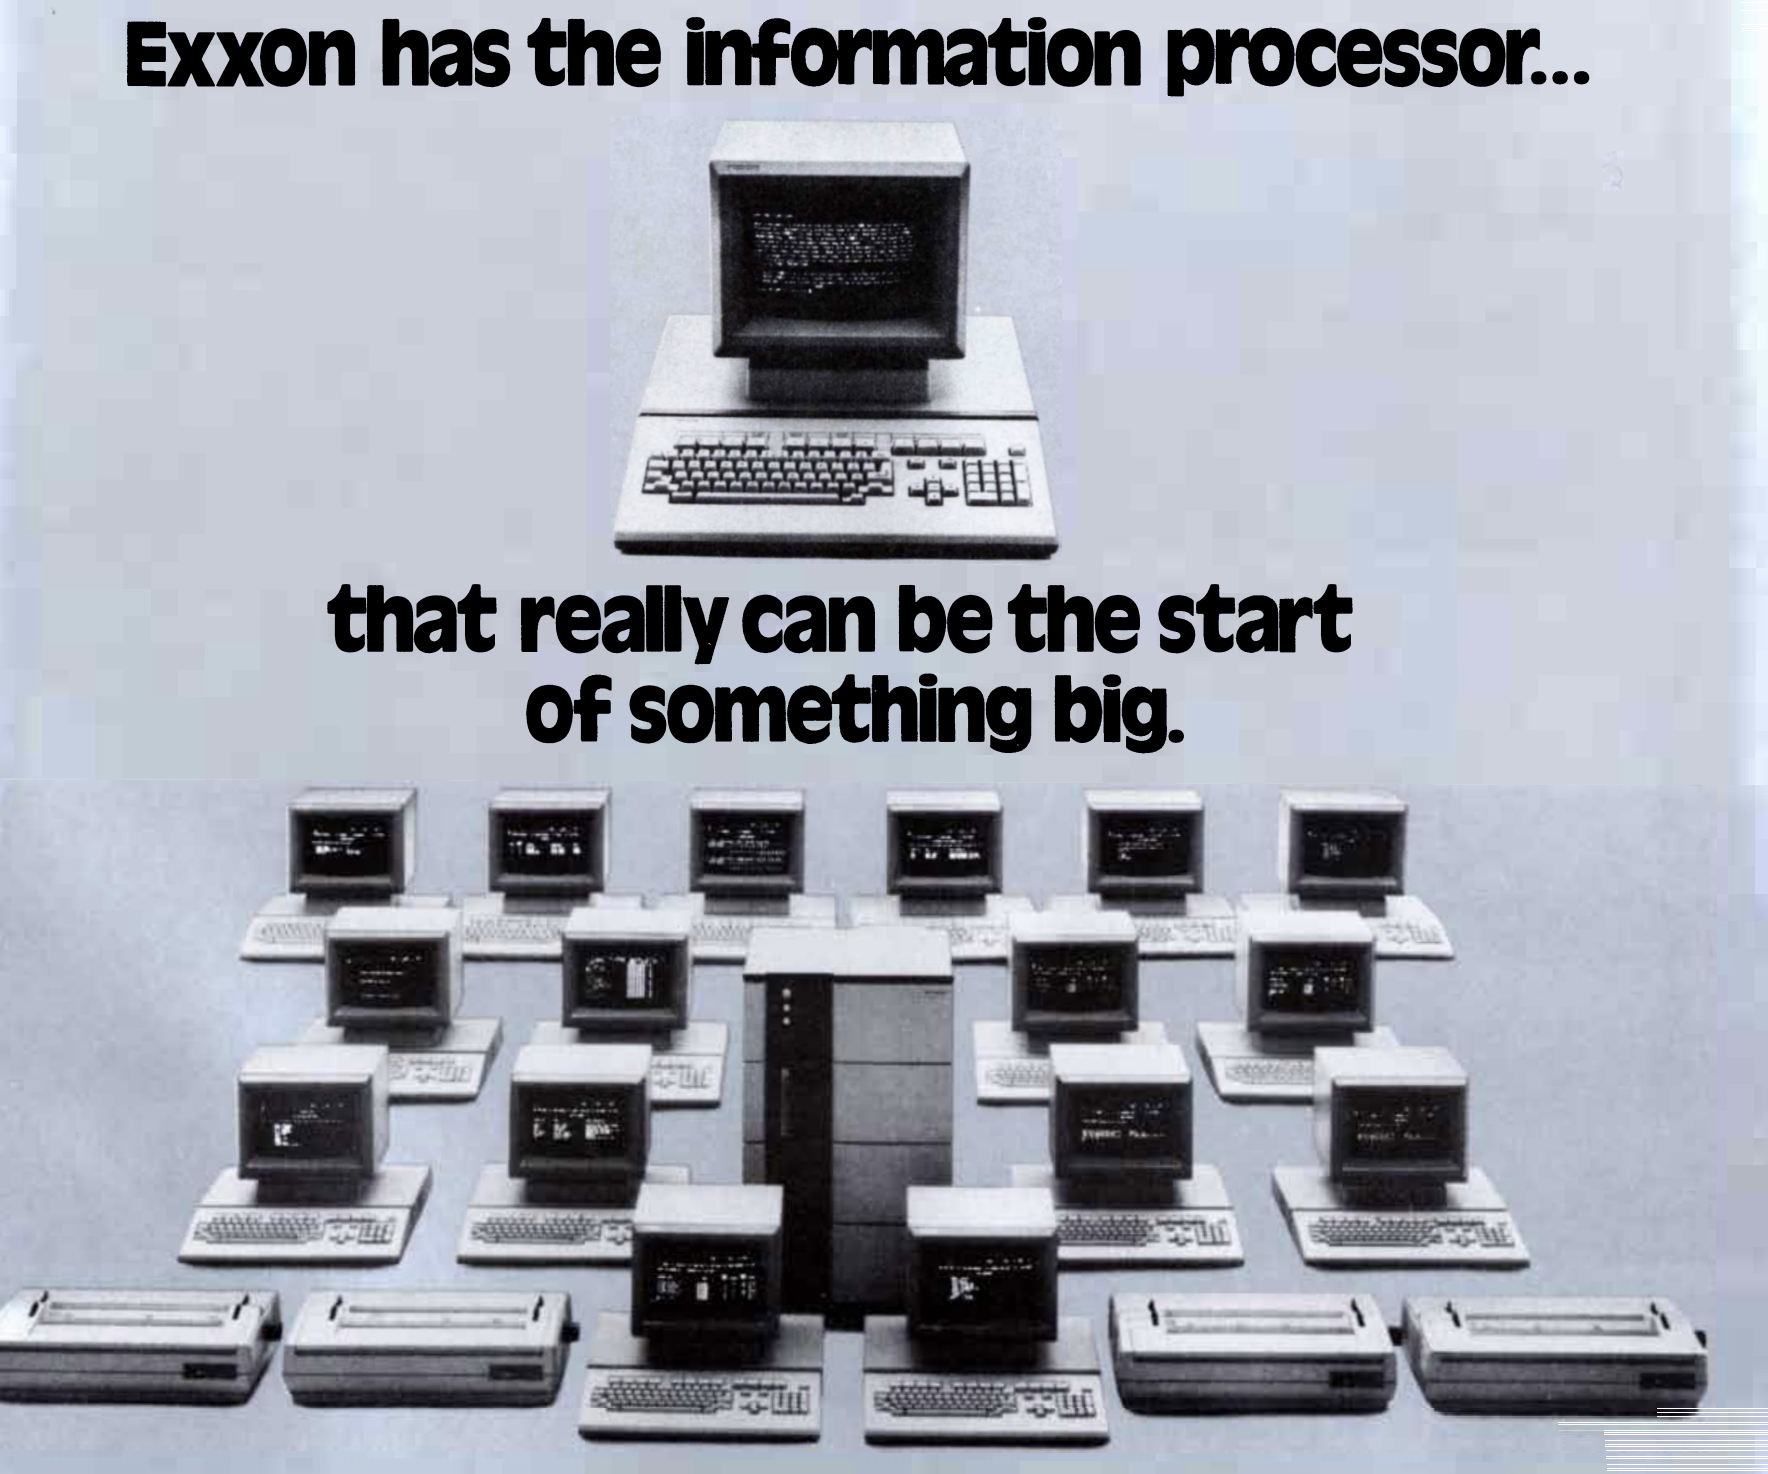 Exxon has the information processor...
that really can be the start
of something big.